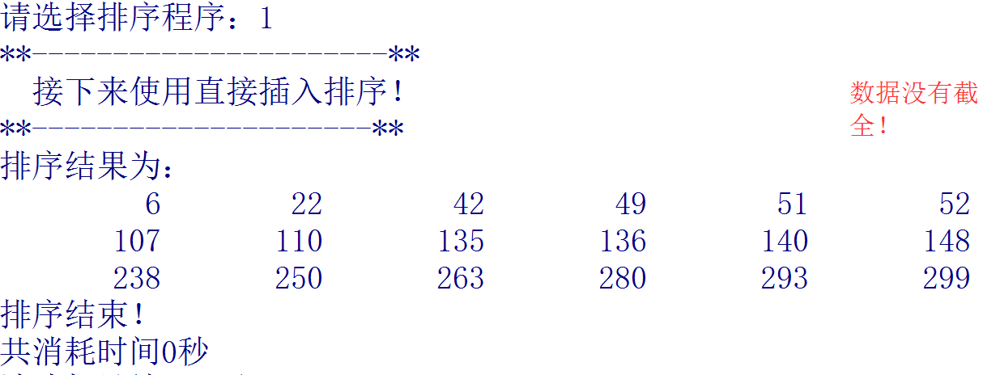 请选择排序程序：1
**----------------------**
接下来使用直接插入排序！
**---------------------**
数据没有截
全！
排序结果为：
6 22 42 49 51 52
107 110 135 136 140 148
238 250 263 280 293 299
排序结束！
共消耗时间0秒